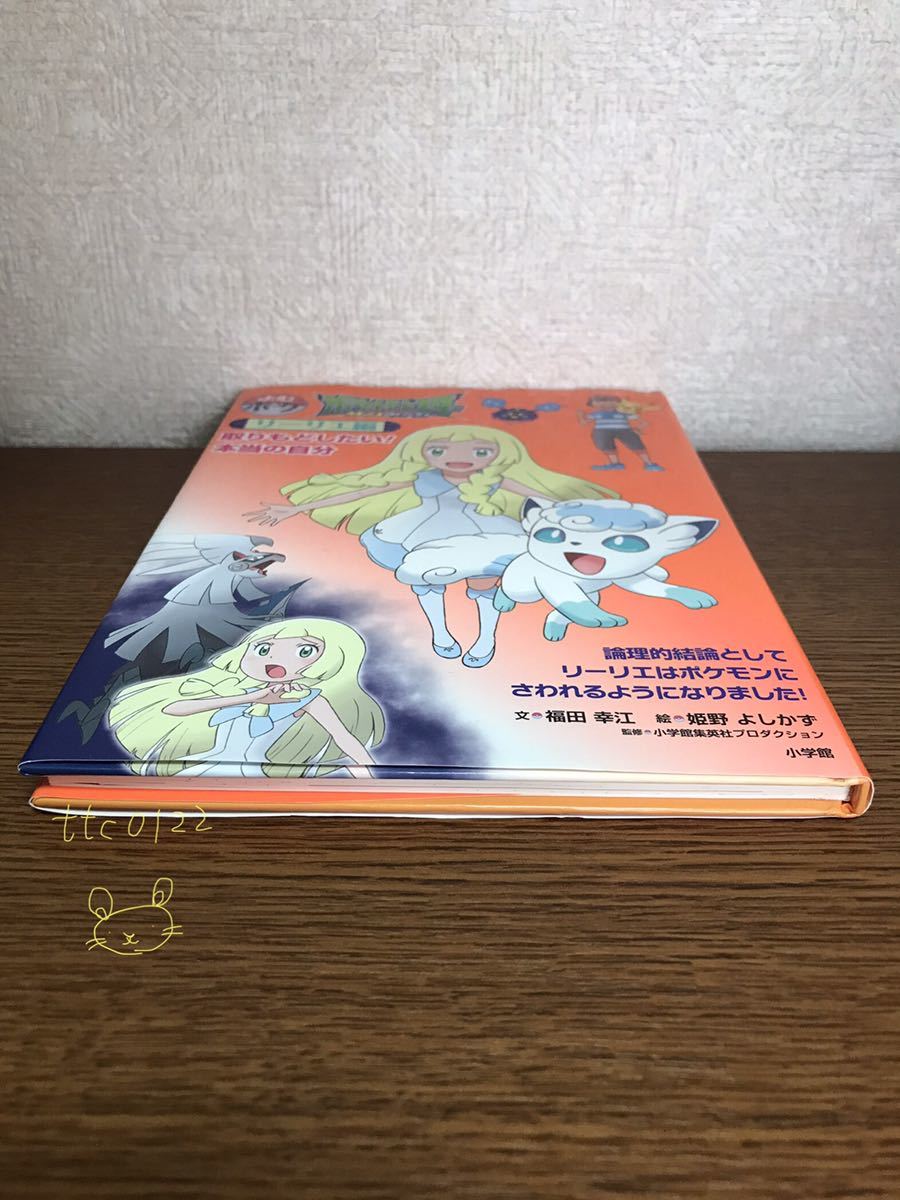 リーリエ編
取りもどしたい!
本当の自分
論理的結論として
リーリエはポケモンに
さわれるようになりました!
文 福田 幸江 絵 姫野 よしかず
監修 小学館集英社プロダクション
小学館
ttc0122